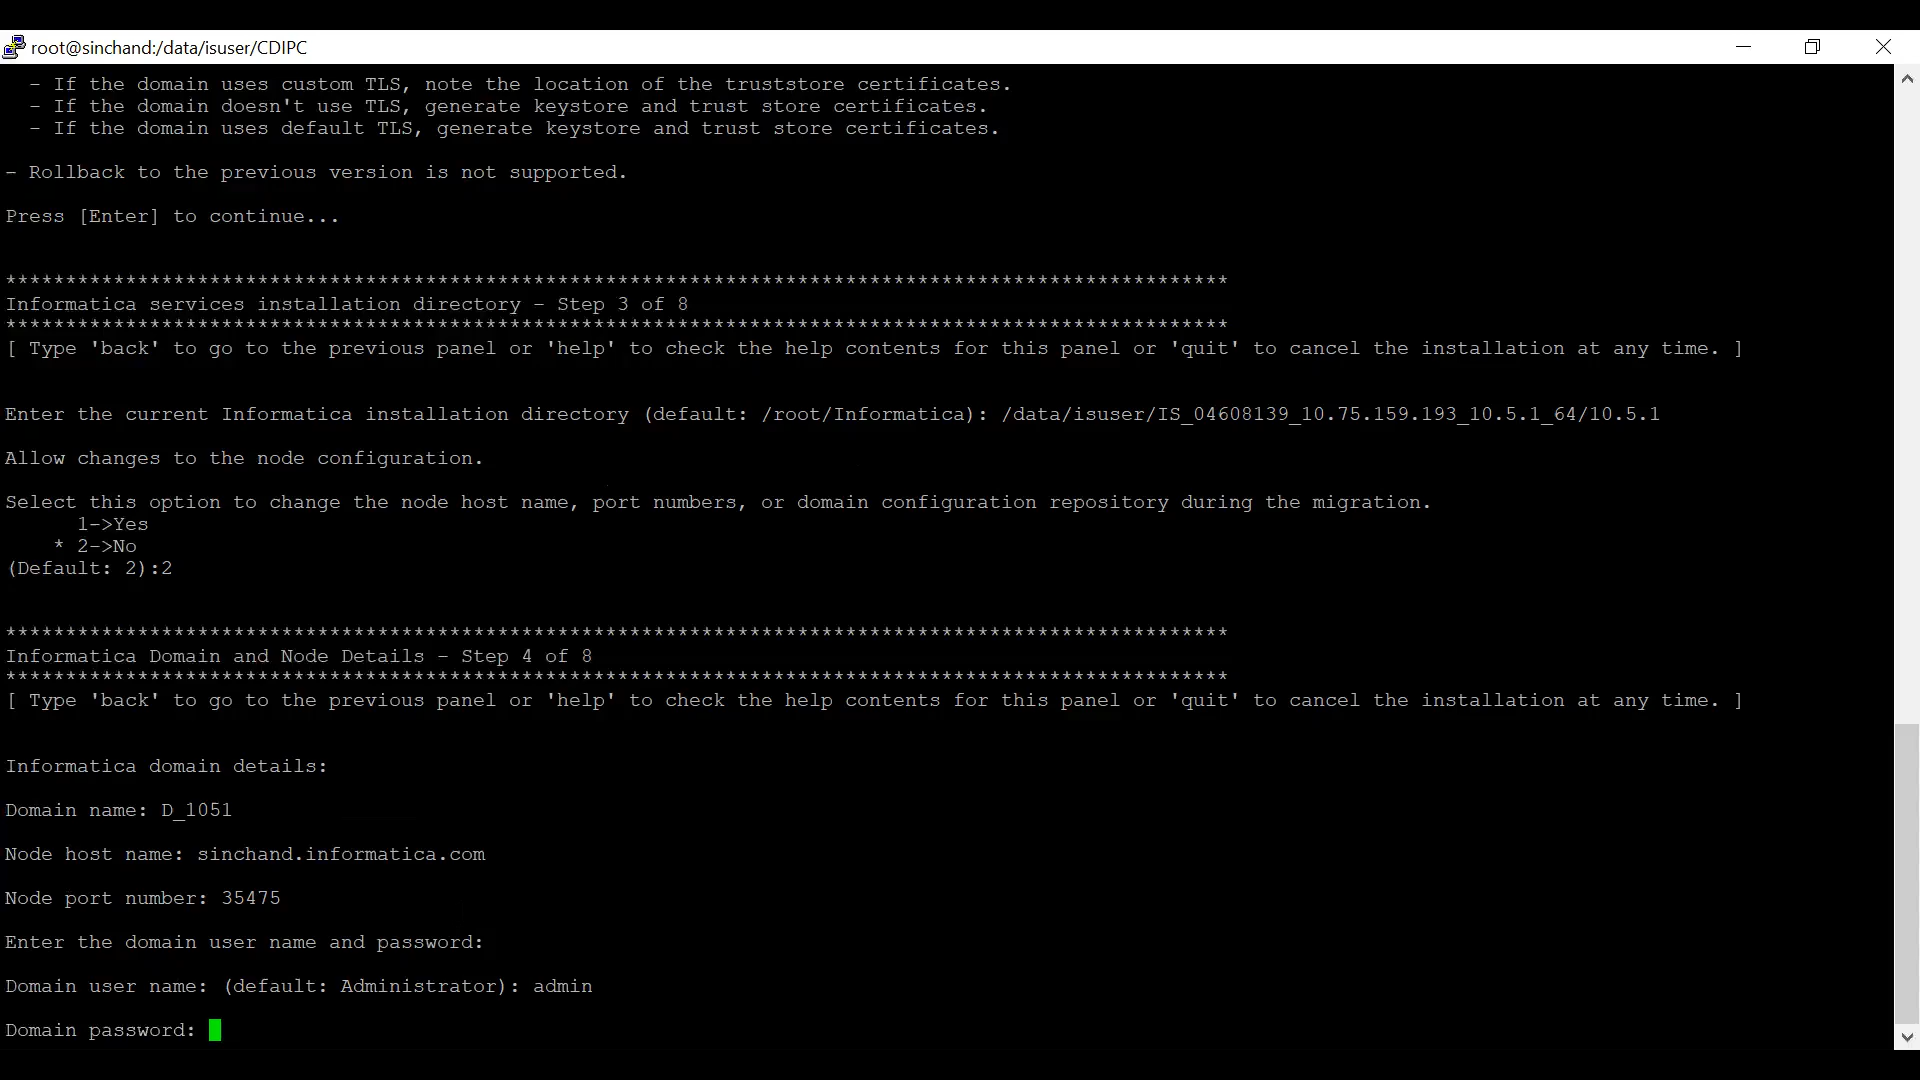 root@sinchand:/data/isuser/CDIPC
- If the domain uses custom TLS, note the location of the truststore certificates.
- If the domain doesn't use TLS, generate keystore and trust store certificates.
- If the domain uses default TLS, generate keystore and trust store certificates.
- Rollback to the previous version is not supported.
Press [Enter] to continue...
******************************************************************************************************
Informatica services installation directory - Step 3 of 8
******************************************************************************************************
[ Type 'back' to go to the previous panel or 'help' to check the help contents for this panel or 'quit' to cancel the installation at any time. ]
Enter the current Informatica installation directory (default: /root/Informatica): /data/isuser/IS_04608139_10.75.159.193_10.5.1_64/10.5.1
Allow changes to the node configuration.
Select this option to change the node host name, port numbers, or domain configuration repository during the migration.
1->Yes
* 2->No
(Default: 2):2
******************************************************************************************************
Informatica Domain and Node Details - Step 4 of 8
******************************************************************************************************
[ Type 'back' to go to the previous panel or 'help' to check the help contents for this panel or 'quit' to cancel the installation at any time. ]
Informatica domain details:
Domain name: D_1051
Node host name: sinchand.informatica.com
Node port number: 35475
Enter the domain user name and password:
Domain user name: (default: Administrator): admin
Domain password: